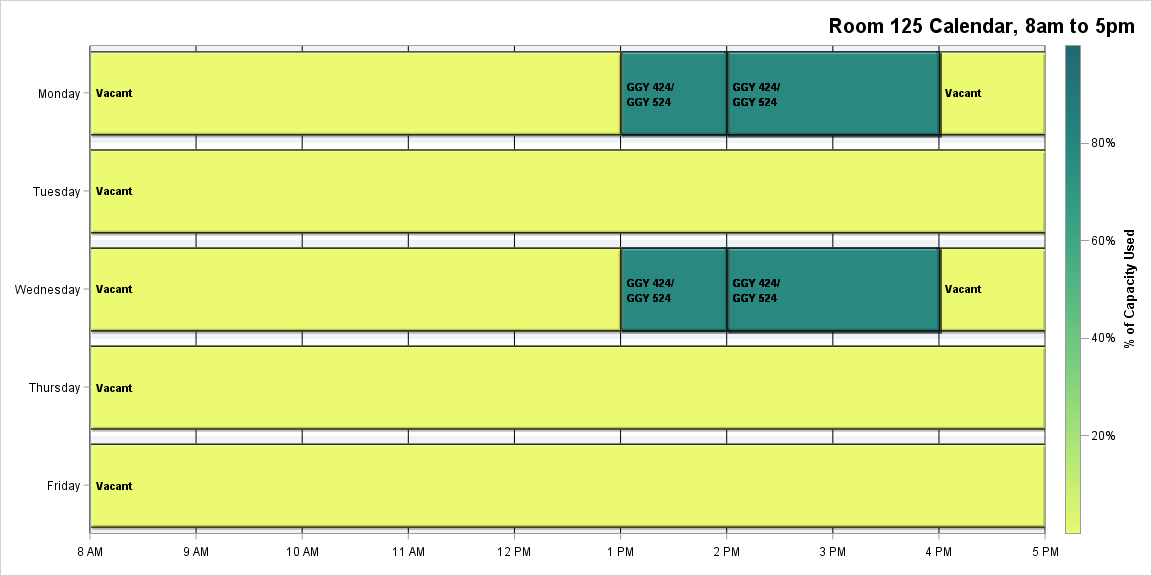 Room 125 Calendar, 8am to 5pm
Monday
Vacant
GGY 424/
GGY 524
GGY 424/
GGY 524
Vacant
Tuesday
Vacant
Wednesday
Vacant
GGY 424/
GGY 524
GGY 424/
GGY 524
Vacant
Thursday
Vacant
Friday
Vacant
8 AM
9 AM
10 AM
11 AM
12 PM
1 PM
2 PM
3 PM
4 PM
5 PM
80%
60%
40%
20%
% of Capacity Used